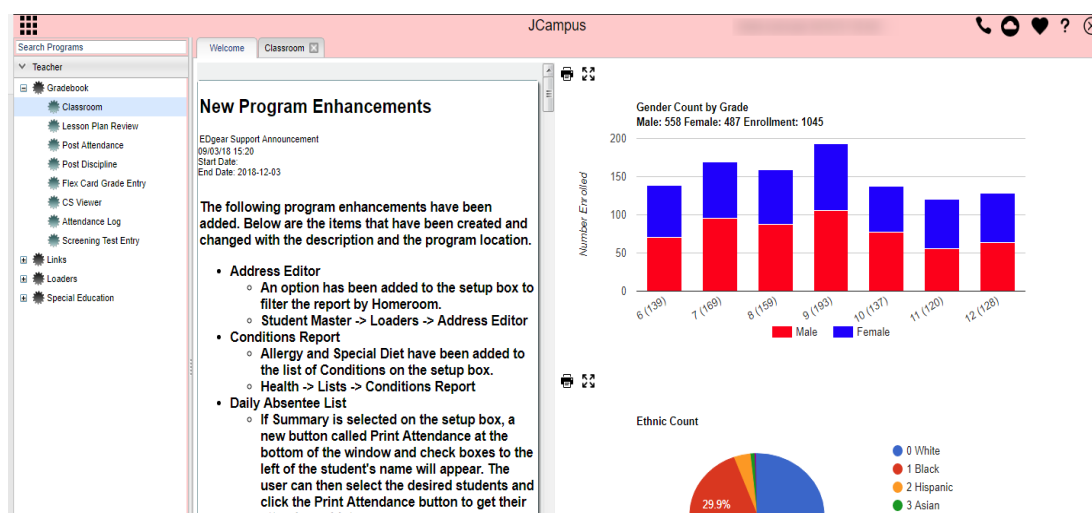 JCampus
?
Search Programs
Teacher
Gradebook
Classroom
Lesson Plan Review
Post Attendance
Post Discipline
Flex Card Grade Entry
CS Viewer
Attendance Log
Screening Test Entry
Links
Loaders
Special Education
Welcome
Classroom
New Program Enhancements
EDgear Support Announcement
09/03/18 15:20
Start Date:
End Date: 2018-12-03
The following program enhancements have been
added. Below are the items that have been created and
changed with the description and the program location.
• Address Editor
◦ An option has been added to the setup box to
filter the report by Homeroom.
◦ Student Master -> Loaders -> Address Editor
• Conditions Report
◦ Allergy and Special Diet have been added to
the list of Conditions on the setup box.
◦ Health -> Lists -> Conditions Report
• Daily Absentee List
◦ If Summary is selected on the setup box, a
new button called Print Attendance at the
bottom of the window and check boxes to the
left of the student's name will appear. The
user can then select the desired students and
click the Print Attendance button to get their
Gender Count by Grade
Male: 558 Female: 487 Enrollment: 1045
Number Enrolled
200
150
100
50
0
6 (139)
7 (169)
8 (159)
9 (193)
10 (137)
11 (120)
12 (128)
Male
Female
Ethnic Count
29.9%
0 White
1 Black
2 Hispanic
3 Asian